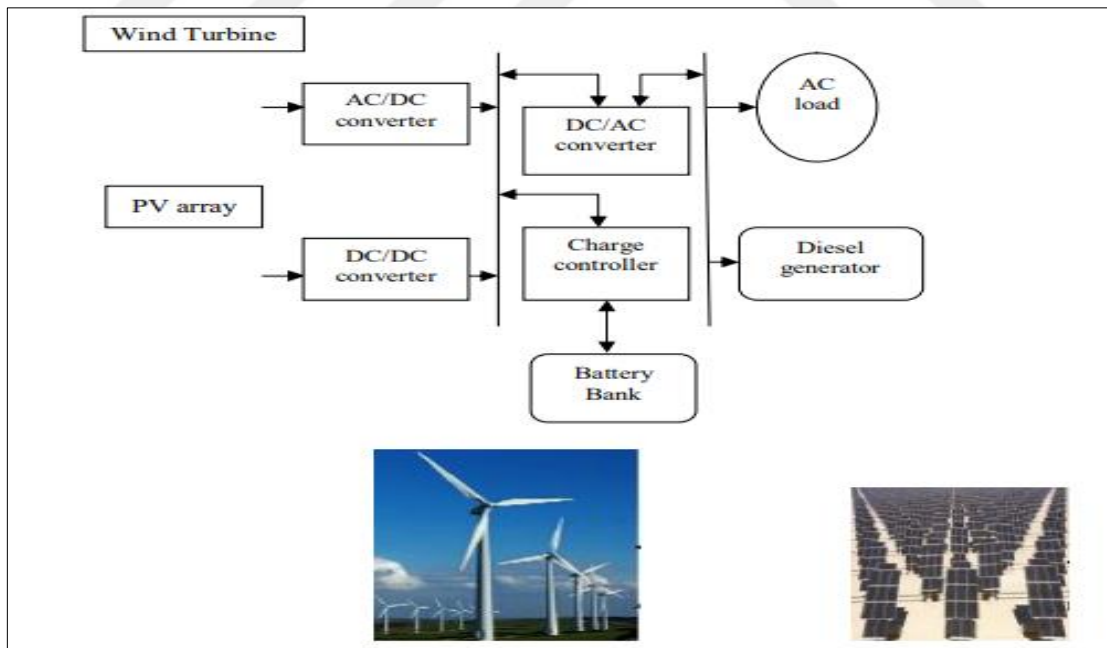 Wind Turbine
AC/DC
converter
DC/AC
converter
AC
load
PV array
DC/DC
converter
Charge
controller
Diesel
generator
Battery
Bank